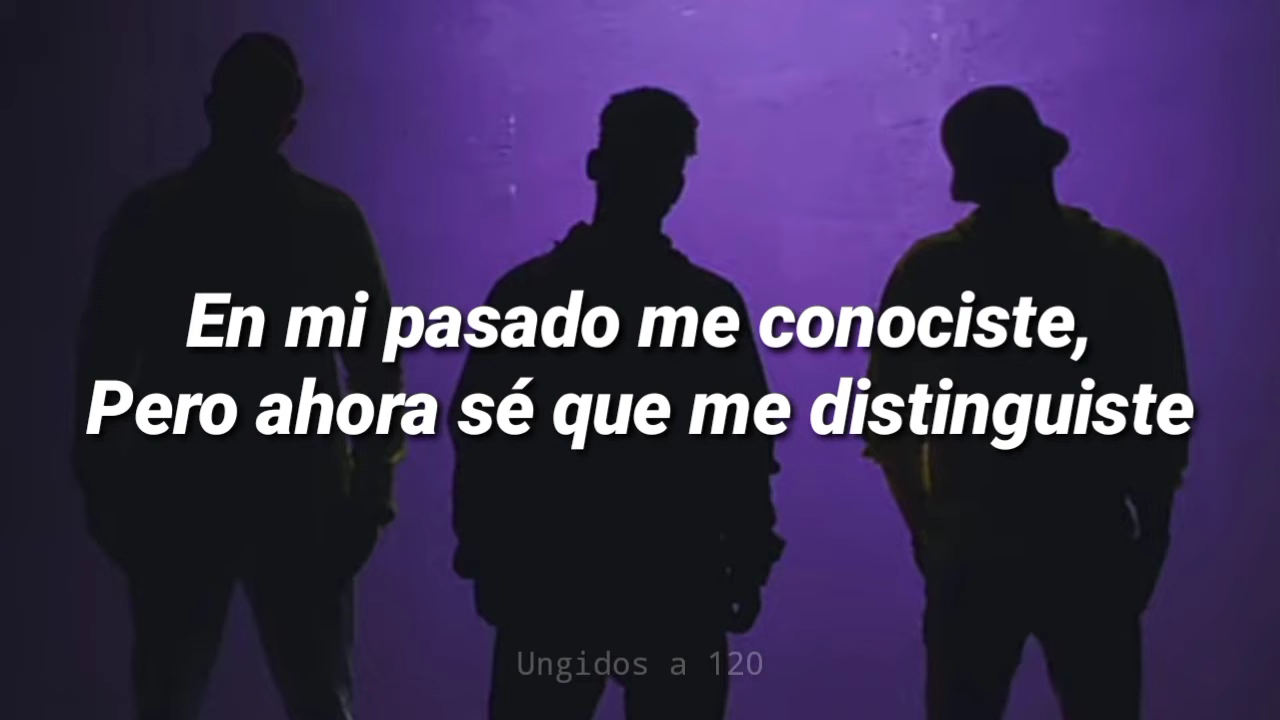 En mi pasado me conociste,
Pero ahora sé que me distinguiste
Ungidos a 120